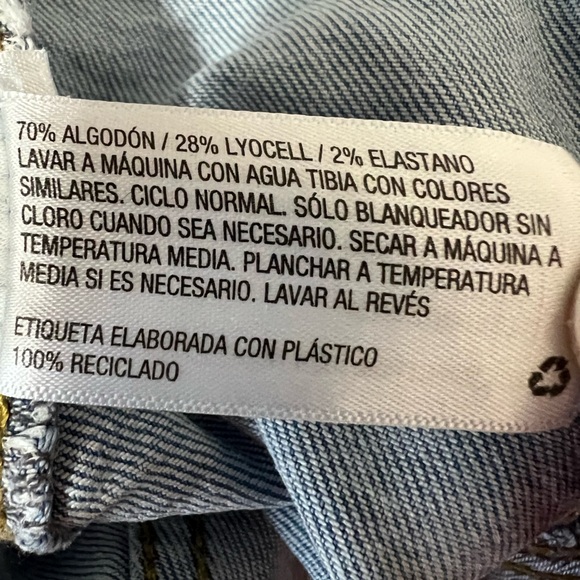 70% ALGODÓN / 28% LYOCELL / 2% ELASTANO
LAVAR A MÁQUINA CON AGUA TIBIA CON COLORES
SIMILARES. CICLO NORMAL. SÓLO BLANQUEADOR SIN
CLORO CUANDO SEA NECESARIO. SECAR A MÁQUINA A
TEMPERATURA MEDIA. PLANCHAR A TEMPERATURA
MEDIA SI ES NECESARIO. LAVAR AL REVÉS
ETIQUETA ELABORADA CON PLÁSTICO
100% RECICLADO